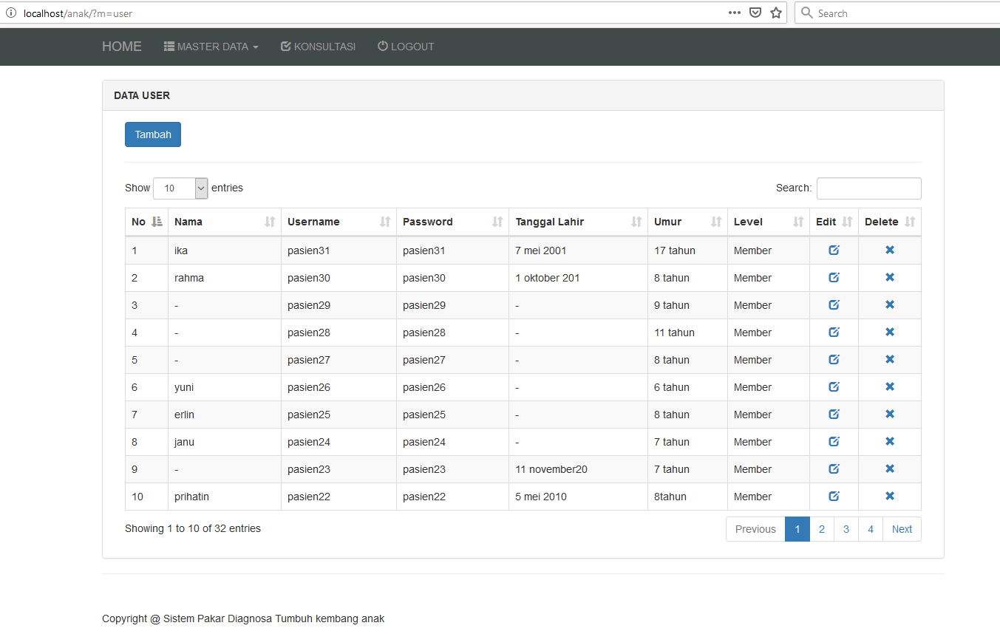 localhost/anak/?m=user
Search
HOME MASTER DATA KONSULTASI LOGOUT
DATA USER
Tambah
Show 10 entries Search:
No Nama Username Password Tanggal Lahir Umur Level Edit Delete
1 ika pasien31 pasien31 7 mei 2001 17 tahun Member
2 rahma pasien30 pasien30 1 oktober 201 8 tahun Member
3 - pasien29 pasien29 - 9 tahun Member
4 - pasien28 pasien28 - 11 tahun Member
5 - pasien27 pasien27 - 8 tahun Member
6 yuni pasien26 pasien26 - 6 tahun Member
7 erlin pasien25 pasien25 - 8 tahun Member
8 janu pasien24 pasien24 - 7 tahun Member
9 - pasien23 pasien23 11 november20 7 tahun Member
10 prihatin pasien22 pasien22 5 mei 2010 8tahun Member
Showing 1 to 10 of 32 entries Previous 1 2 3 4 Next
Copyright @ Sistem Pakar Diagnosa Tumbuh kembang anak